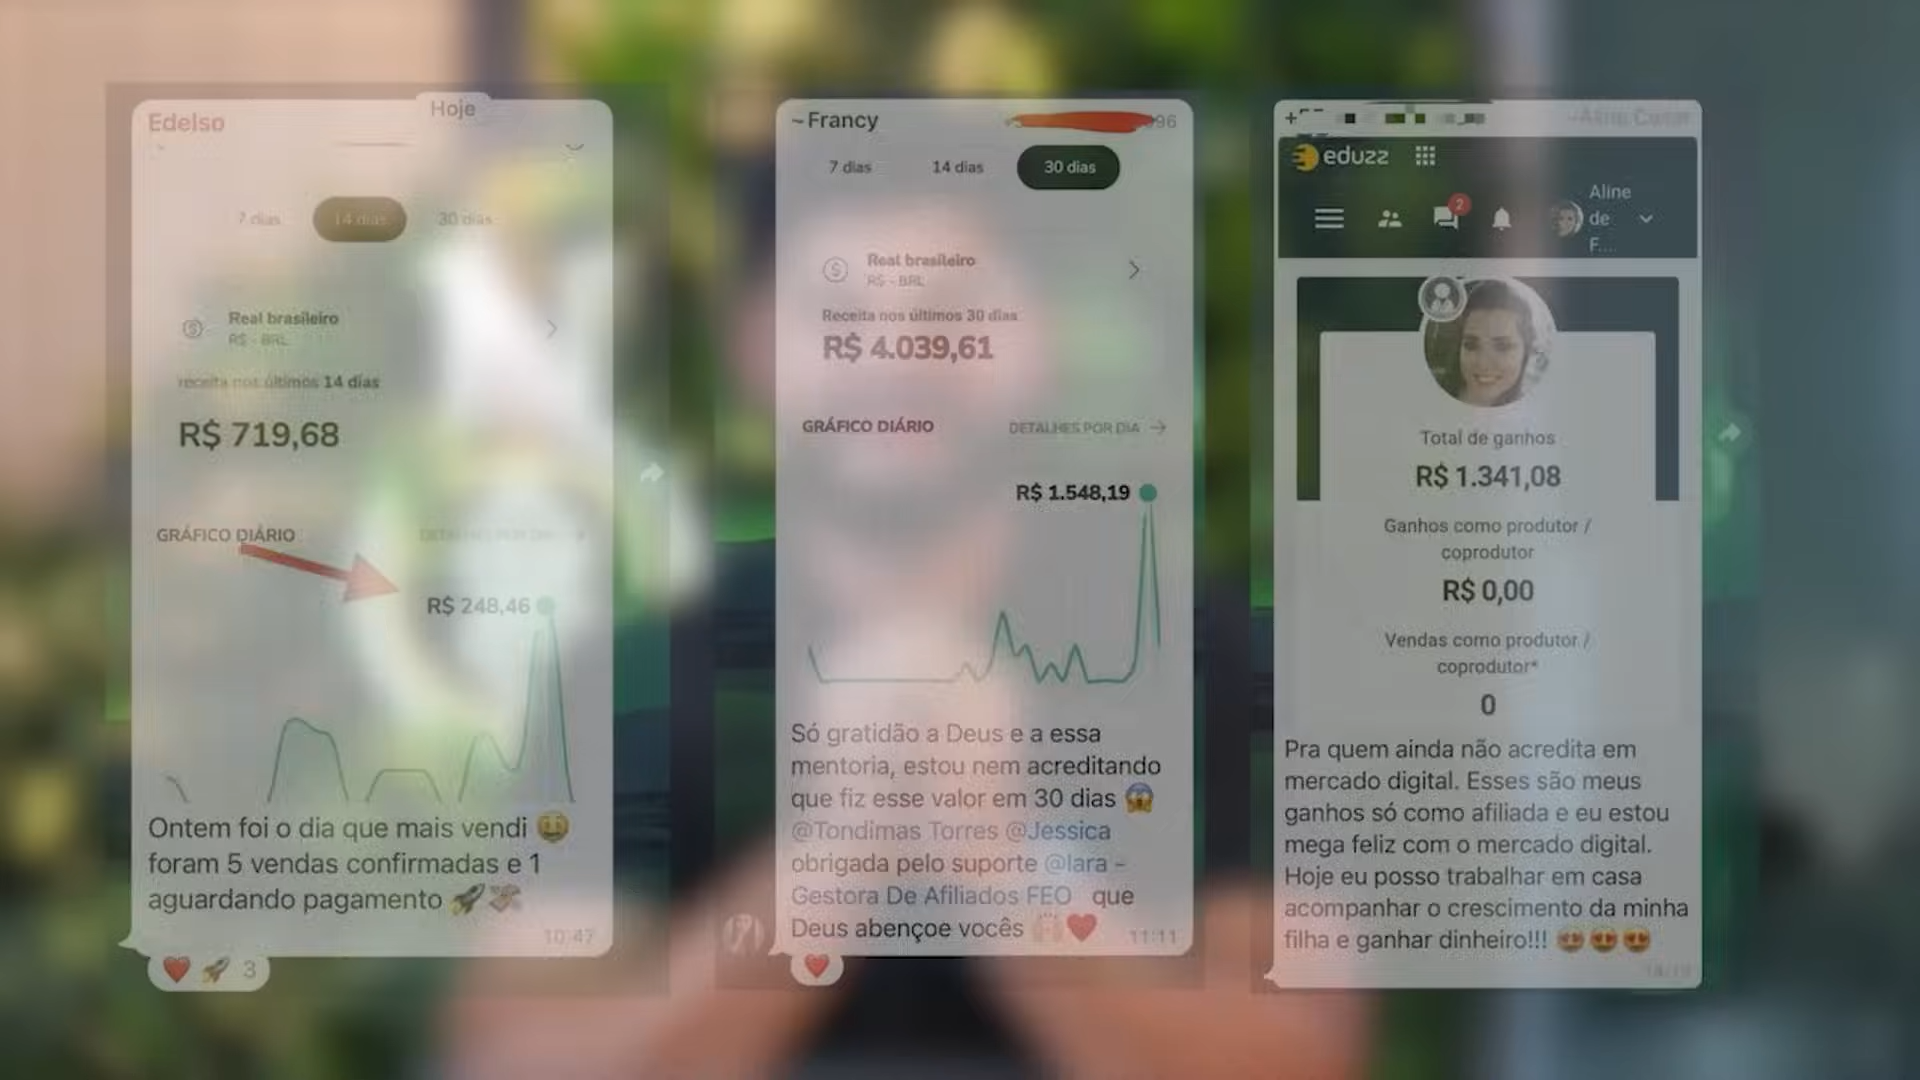 Edelso
Hoje
7 dias
14 dias
30 dias
Real brasileiro
R$ - BRL
receita nos últimos 14 dias
R$ 719,68
GRÁFICO DIÁRIO
DETALHES POR DIA
R$ 248,46
Ontem foi o dia que mais vendi
foram 5 vendas confirmadas e 1
aguardando pagamento
10:47
3
~Francy
96
7 dias
14 dias
30 dias
Real brasileiro
R$ - BRL
Receita nos últimos 30 dias
R$ 4.039,61
GRÁFICO DIÁRIO
DETALHES POR DIA
R$ 1.548,19
Só gratidão a Deus e a essa
mentoria, estou nem acreditando
que fiz esse valor em 30 dias
@Tondimas Torres @Jessica
obrigada pelo suporte @Iara -
Gestora De Afiliados FEO que
Deus abençoe vocês
11:11
eduzz
2
Aline
de
F....
Total de ganhos
R$ 1.341,08
Ganhos como produtor /
coprodutor
R$ 0,00
Vendas como produtor /
coprodutor*
0
Pra quem ainda não acredita em
mercado digital. Esses são meus
ganhos só como afiliada e eu estou
mega feliz com o mercado digital.
Hoje eu posso trabalhar em casa
acompanhar o crescimento da minha
filha e ganhar dinheiro!!!